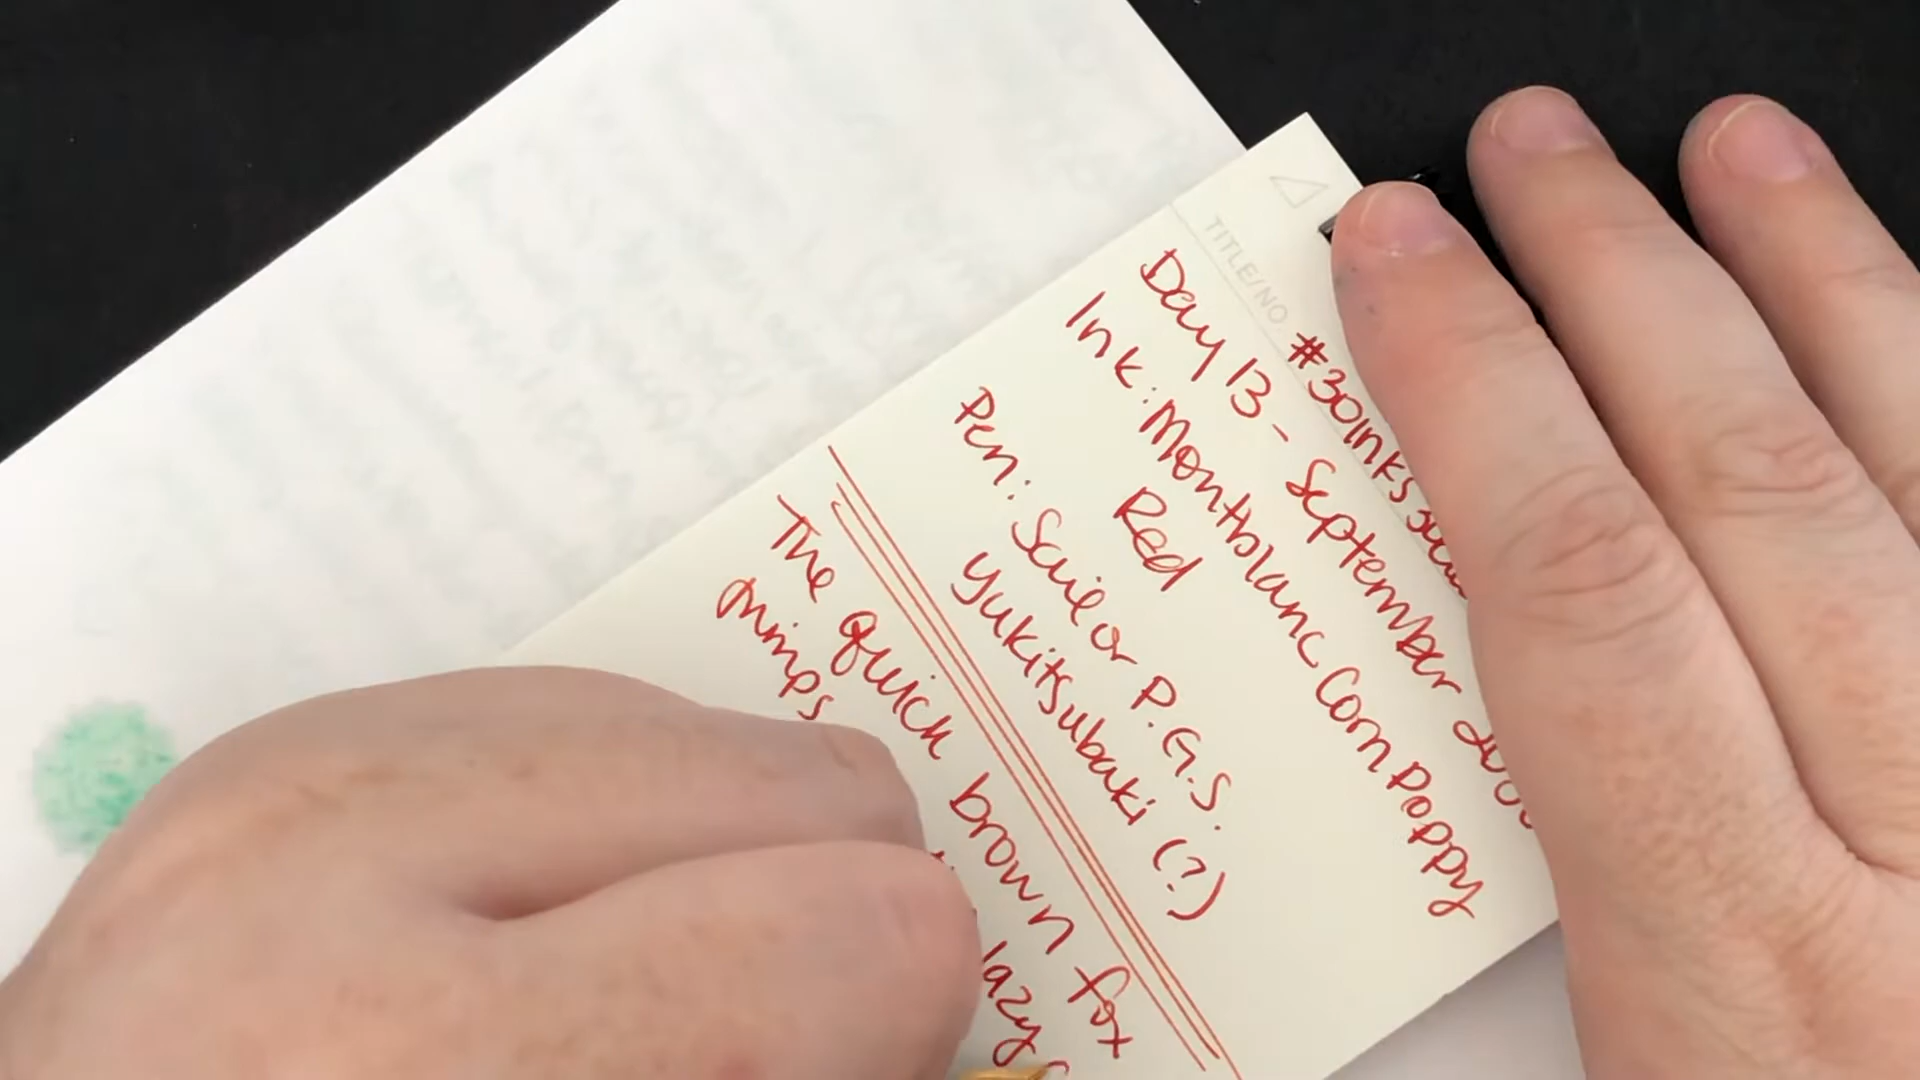 TITLE/NO.
#30inks30
Day 13 - September
Ink: Montblanc Corn Poppy
Red
Pen: Sailor P.G.S.
Yukitsubaki (?)
The quick brown fox
jumps lazy